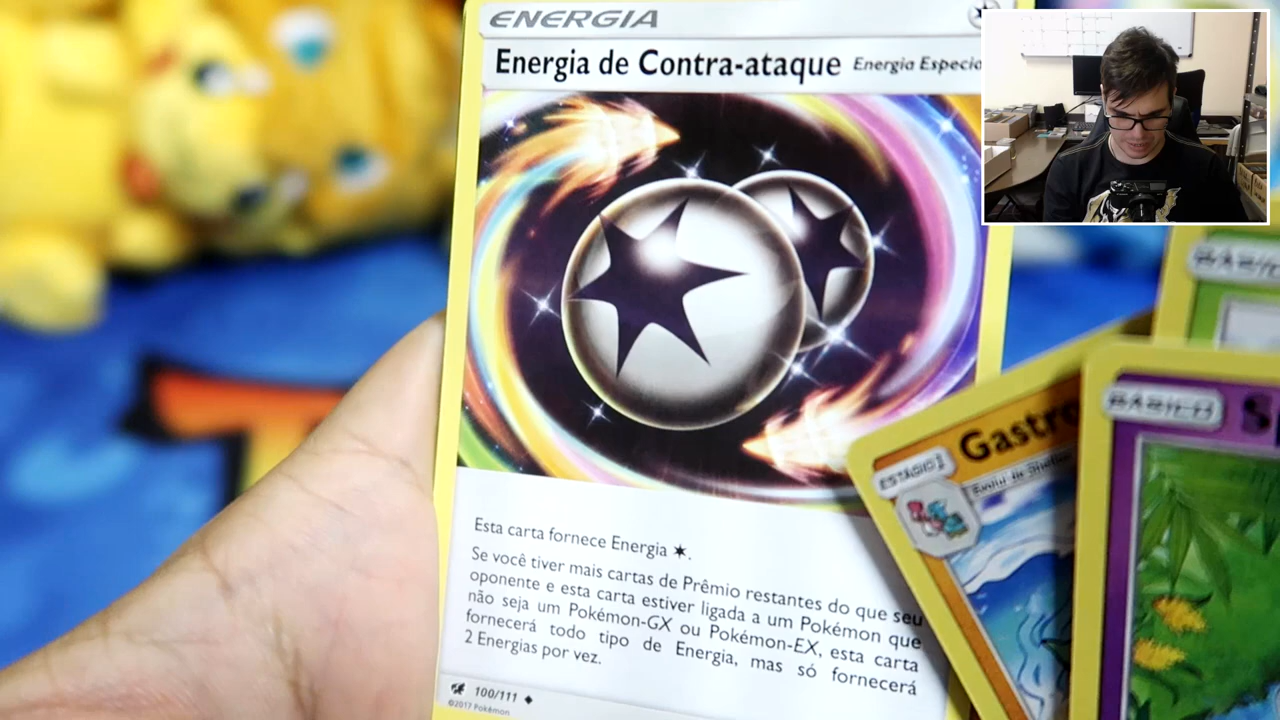 ENERGIA
Energia de Contra-ataque Energia Especia
Esta carta fornece Energia ✶.
Se você tiver mais cartas de Prêmio restantes do que seu
oponente e esta carta estiver ligada a um Pokémon que
não seja um Pokémon-GX ou Pokémon-EX, esta carta
fornecerá todo tipo de Energia, mas só fornecerá
2 Energias por vez.
100/111
©2017 Pokémon
ESTÁGIO 1
Gastro
BÁSICO